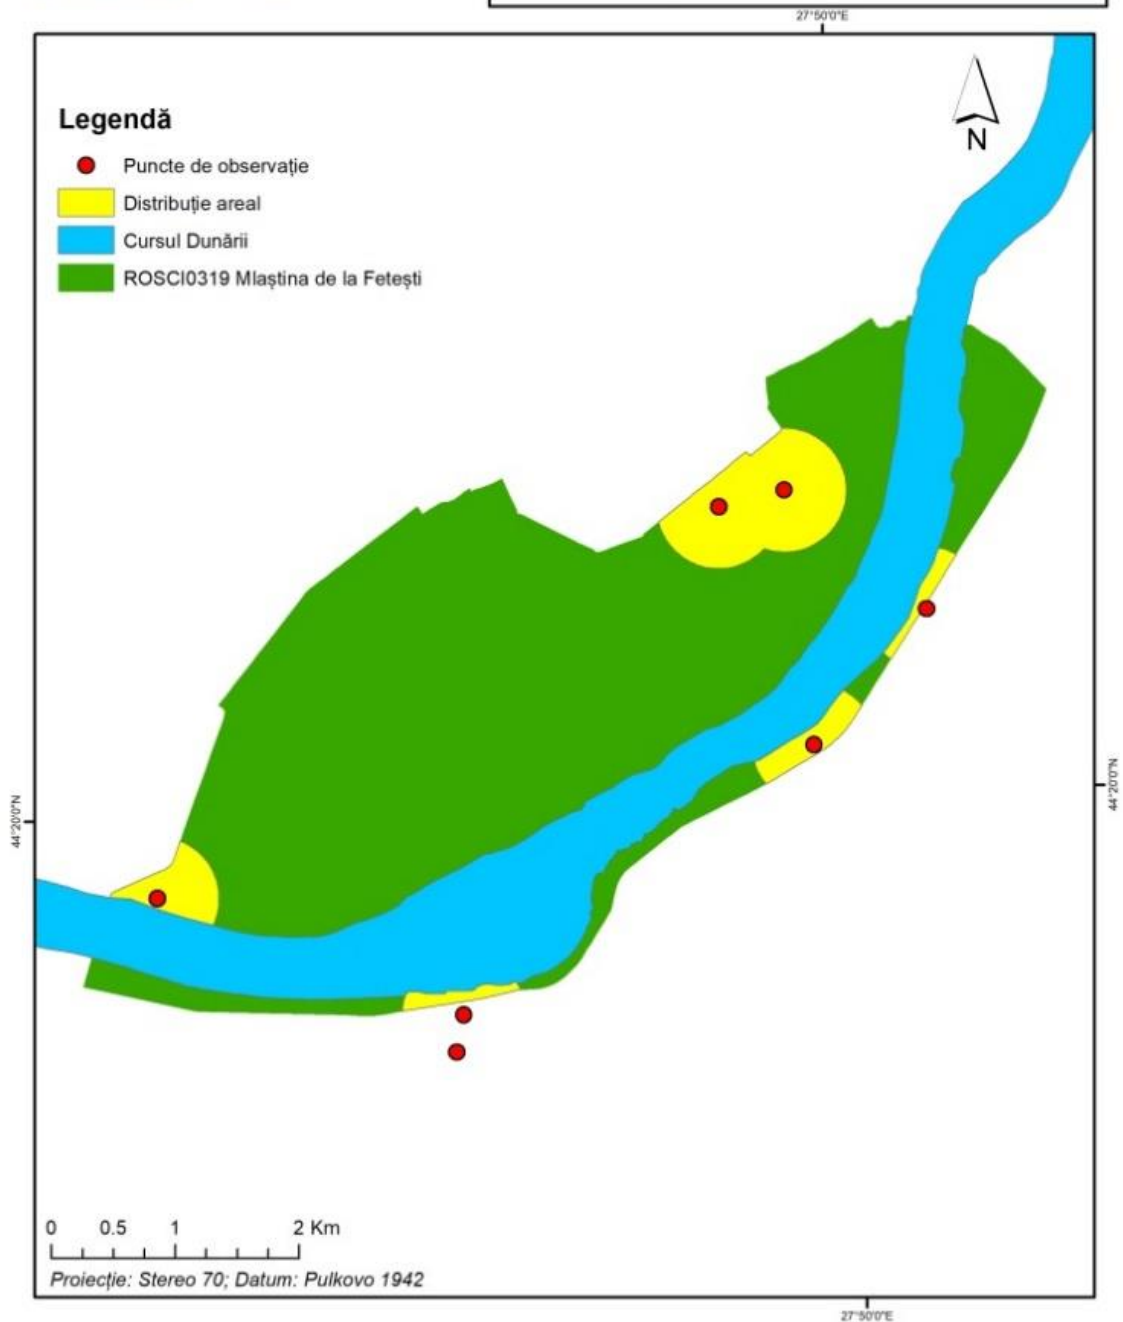 27°50'0"E
N
Legendă
Puncte de observație
Distribuție areal
Cursul Dunării
ROSCI0319 Mlaștina de la Fetești
44°20'0"N
44°20'0"N
0 0.5 1 2 Km
Proiecție: Stereo 70; Datum: Pulkovo 1942
27°50'0"E